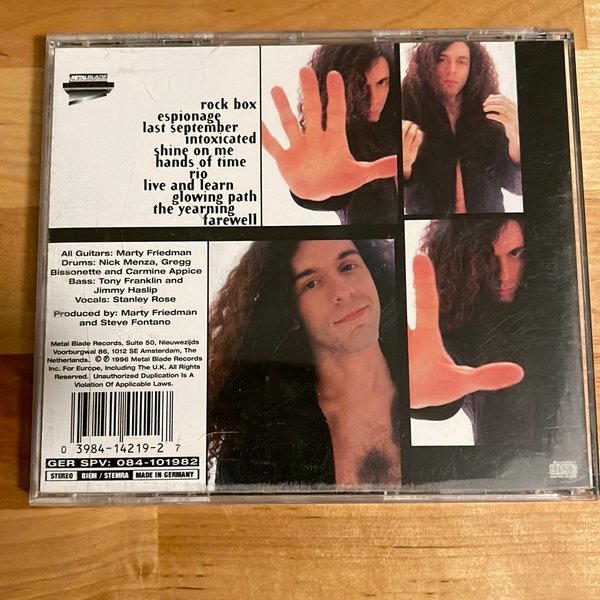 METAL BLADE
rock box
espionage
last september
intoxicated
shine on me
hands of time
rio
live and learn
glowing path
the yearning
farewell
All Guitars: Marty Friedman
Drums: Nick Menza, Gregg
Bissonette and Carmine Appice
Bass: Tony Franklin and
Jimmy Haslip
Vocals: Stanley Rose
Produced by: Marty Friedman
and Steve Fontano
Metal Blade Records, Suite 50, Nieuwezijds
Voorburgwal 86, 1012 SE Amsterdam, The
Netherlands. © ℗ 1996 Metal Blade Records
Inc. For Europe, Including The U.K. All Rights
Reserved. Unauthorized Duplication Is A
Violation Of Applicable Laws.
0 3984-14219-2 7
GER SPV: 084-101982
STEREO BIEM / STEMRA MADE IN GERMANY